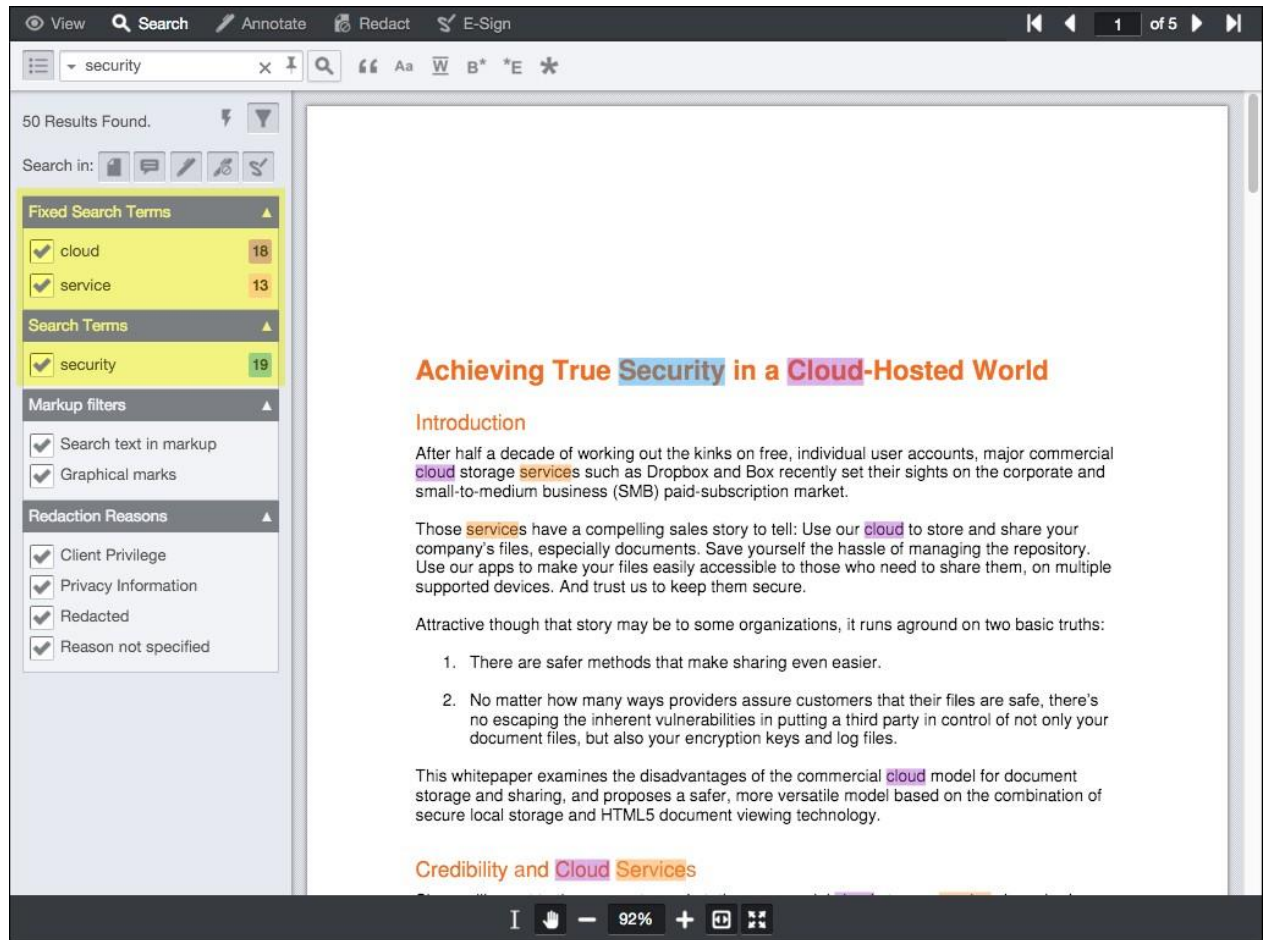 View Search Annotate Redact E-Sign 1 of 5
security “ Aa W B* *E *
50 Results Found.
Search in:
Fixed Search Terms
cloud 18
service 13
Search Terms
security 19
Markup filters
Search text in markup
Graphical marks
Redaction Reasons
Client Privilege
Privacy Information
Redacted
Reason not specified
Achieving True Security in a Cloud-Hosted World
Introduction
After half a decade of working out the kinks on free, individual user accounts, major commercial
cloud storage services such as Dropbox and Box recently set their sights on the corporate and
small-to-medium business (SMB) paid-subscription market.
Those services have a compelling sales story to tell: Use our cloud to store and share your
company's files, especially documents. Save yourself the hassle of managing the repository.
Use our apps to make your files easily accessible to those who need to share them, on multiple
supported devices. And trust us to keep them secure.
Attractive though that story may be to some organizations, it runs aground on two basic truths:
1. There are safer methods that make sharing even easier.
2. No matter how many ways providers assure customers that their files are safe, there's
no escaping the inherent vulnerabilities in putting a third party in control of not only your
document files, but also your encryption keys and log files.
This whitepaper examines the disadvantages of the commercial cloud model for document
storage and sharing, and proposes a safer, more versatile model based on the combination of
secure local storage and HTML5 document viewing technology.
Credibility and Cloud Services
92%